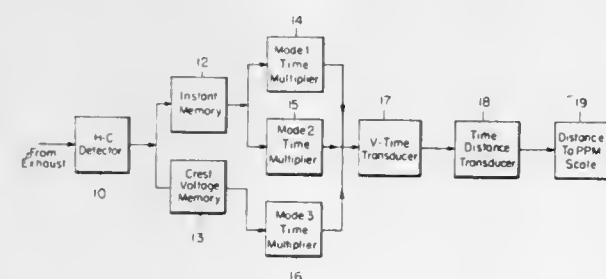 14
Mode 1
Time
Multiplier
12
Instant
Memory
15
Mode 2
Time
Multiplier
17
V-Time
Transducer
18
Time
Distance
Transducer
19
Distance
To PPM
Scale
H-C
Detector
From
Exhaust
10
Crest
Voltage
Memory
13
Mode 3
Time
Multiplier
16